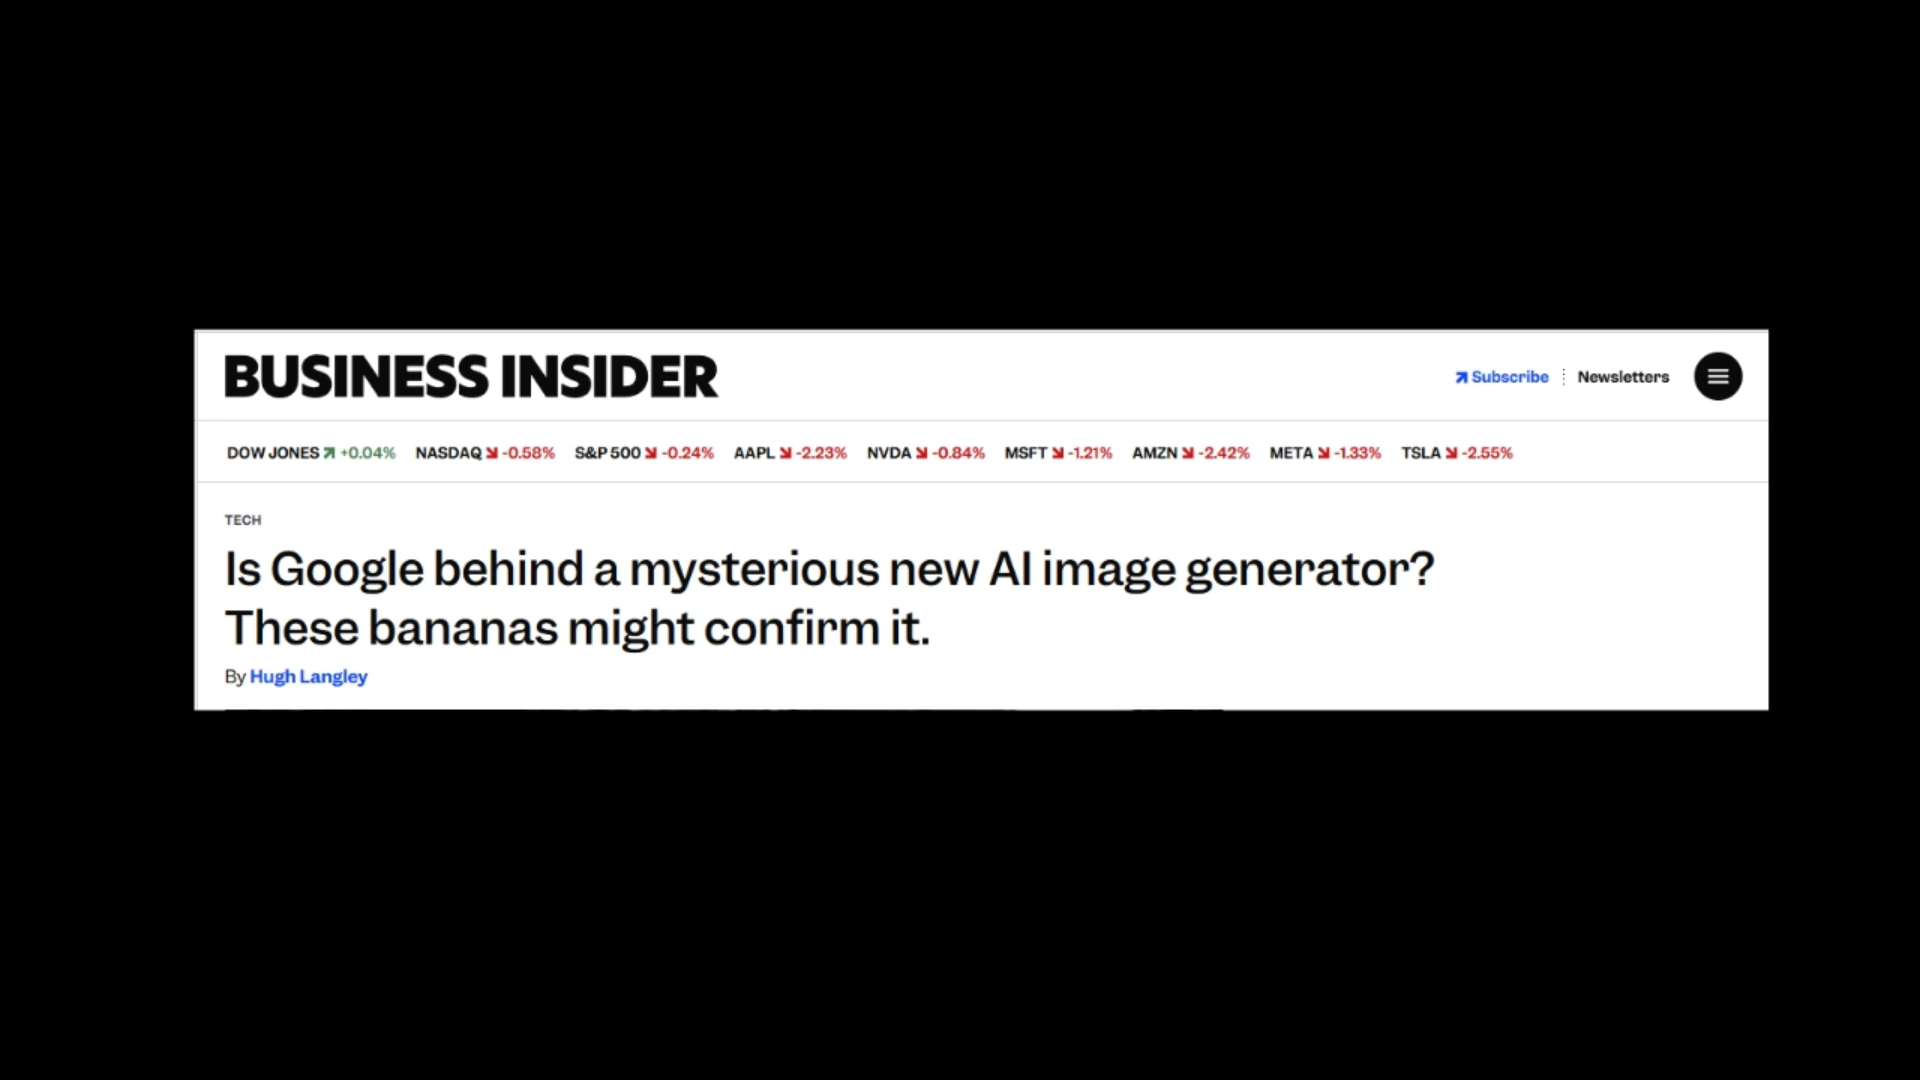 BUSINESS INSIDER
Subscribe
Newsletters
DOW JONES +0.04% NASDAQ -0.58% S&P 500 -0.24% AAPL -2.23% NVDA -0.84% MSFT -1.21% AMZN -2.42% META -1.33% TSLA -2.55%
TECH
Is Google behind a mysterious new AI image generator?
These bananas might confirm it.
By Hugh Langley